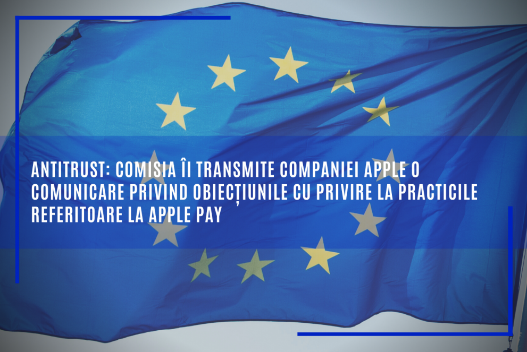 ANTITRUST: COMISIA ÎI TRANSMITE COMPANIEI APPLE O
COMUNICARE PRIVIND OBIECȚIUNILE CU PRIVIRE LA PRACTICILE
REFERITOARE LA APPLE PAY